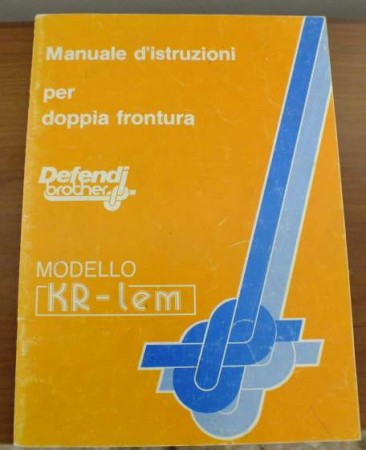 Manuale d'istruzioni
per
doppia frontura
Defendi
brother
MODELLO
KR-lem